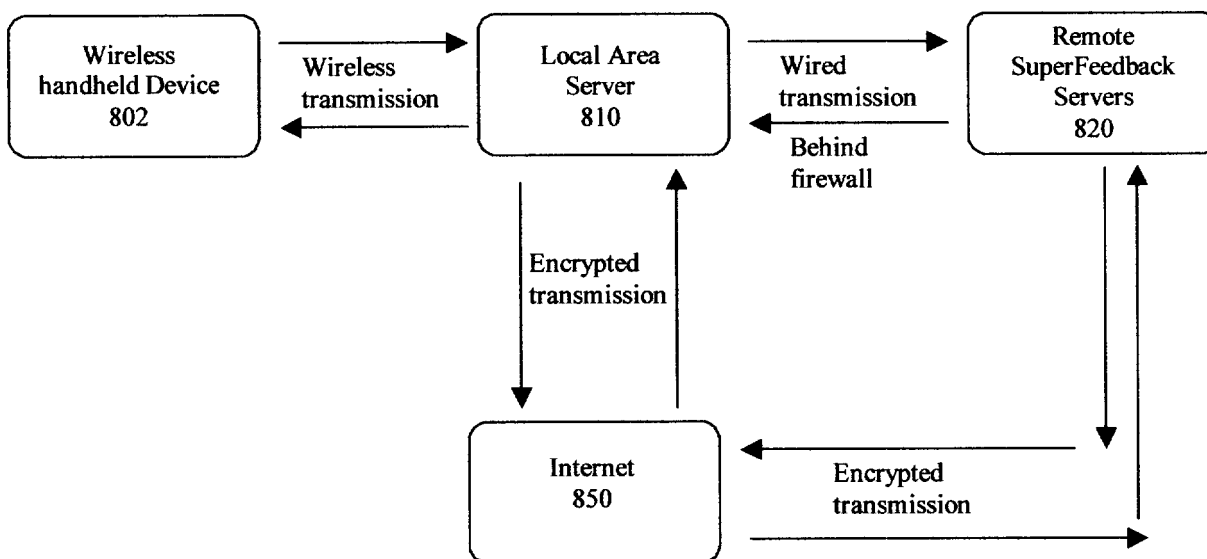 Wireless
handheld Device
802
Wireless
transmission
Local Area
Server
810
Wired
transmission
Behind
firewall
Remote
SuperFeedback
Servers
820
Encrypted
transmission
Internet
850
Encrypted
transmission